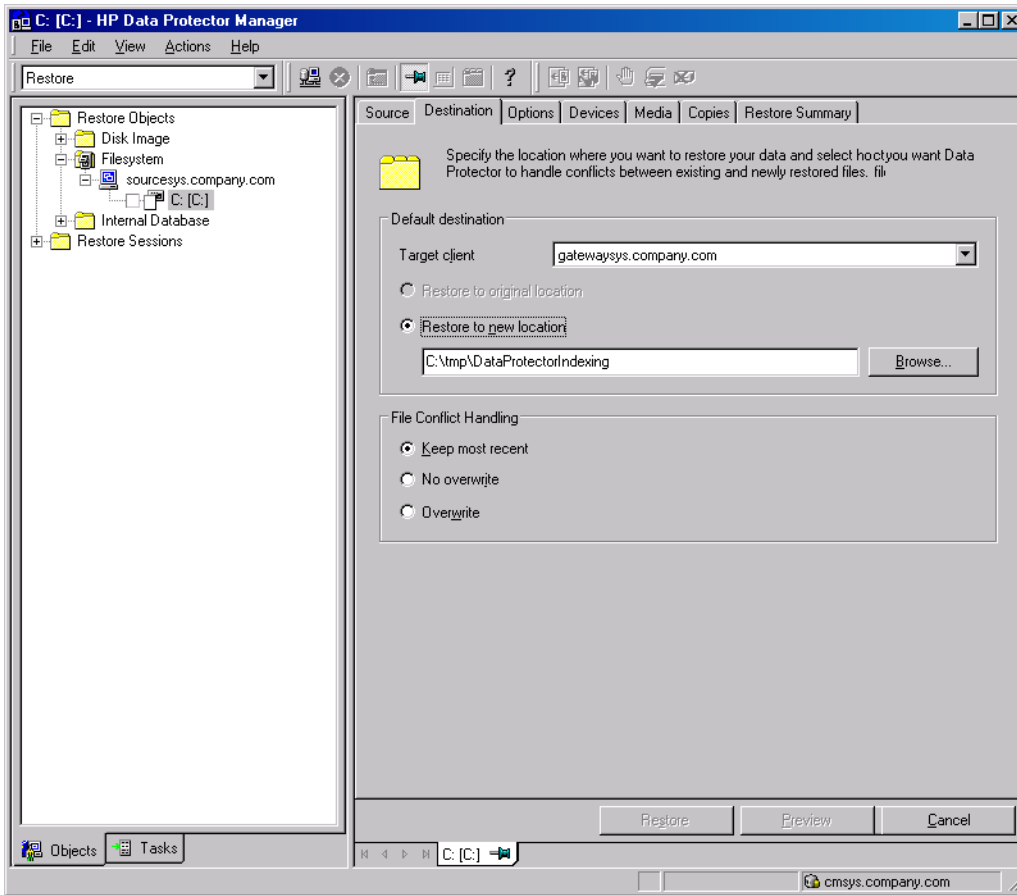 C: [C:] - HP Data Protector Manager
File Edit View Actions Help
Restore
?
Restore Objects
Disk Image
Filesystem
sourcesys.company.com
C: [C:]
Internal Database
Restore Sessions
Source Destination Options Devices Media Copies Restore Summary
Specify the location where you want to restore your data and select hoctyou want Data
Protector to handle conflicts between existing and newly restored files. file
Default destination
Target client gatewaysys.company.com
Restore to original location
Restore to new location
C:\tmp\DataProtectorIndexing Browse...
File Conflict Handling
Keep most recent
No overwrite
Overwrite
Restore Preview Cancel
Objects Tasks
C: [C:]
cmsys.company.com